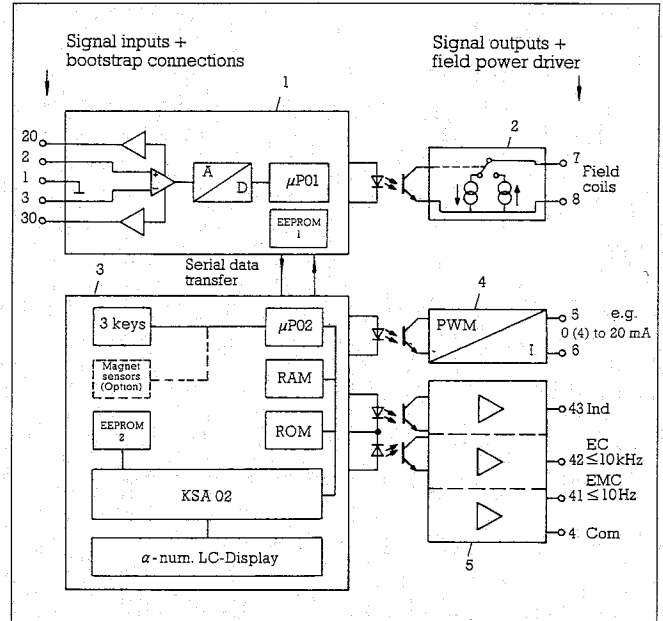 Signal inputs +
bootstrap connections
Signal outputs +
field power driver
1
20
2
1
3
30
A
D
µP01
EEPROM
1
2
7
Field
coils
8
Serial data
transfer
3
3 keys
µP02
Magnet
sensors
(Option)
RAM
EEPROM
2
ROM
KSA 02
α-num. LC-Display
4
PWM
I
5
e.g.
0 (4) to 20 mA
6
43 Ind
EC
42 ≤10kHz
EMC
41 ≤10Hz
4 Com
5